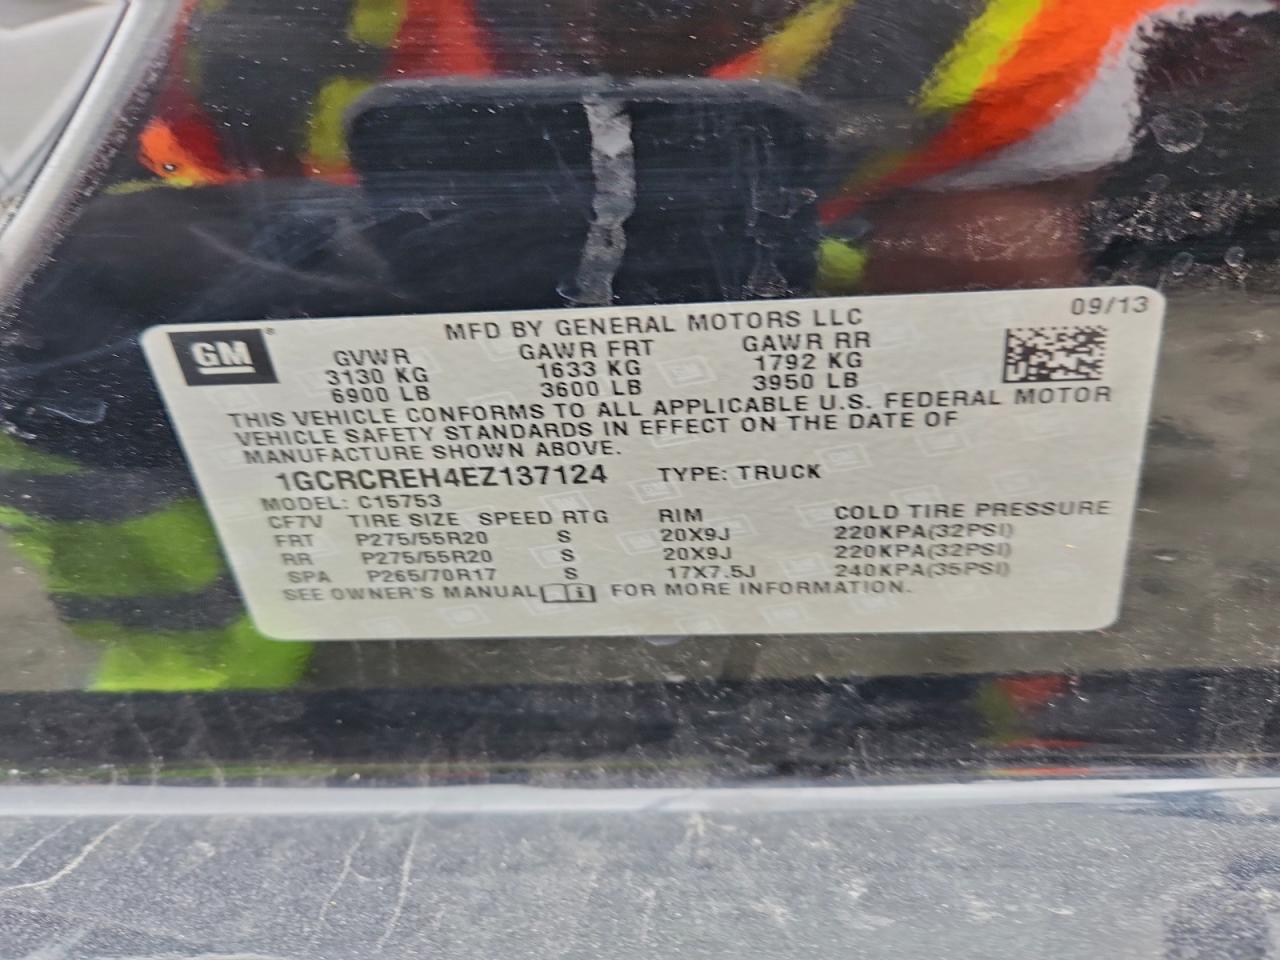 09/13
GM ®
MFD BY GENERAL MOTORS LLC
GVWR GAWR FRT GAWR RR
3130 KG 1633 KG 1792 KG
6900 LB 3600 LB 3950 LB
THIS VEHICLE CONFORMS TO ALL APPLICABLE U.S. FEDERAL MOTOR
VEHICLE SAFETY STANDARDS IN EFFECT ON THE DATE OF
MANUFACTURE SHOWN ABOVE.
1GCRCREH4EZ137124 TYPE: TRUCK
MODEL: C15753
CF7V TIRE SIZE SPEED RTG RIM COLD TIRE PRESSURE
FRT P275/55R20 S 20X9J 220KPA(32PSI)
RR P275/55R20 S 20X9J 220KPA(32PSI)
SPA P265/70R17 S 17X7.5J 240KPA(35PSI)
SEE OWNER'S MANUAL i FOR MORE INFORMATION.